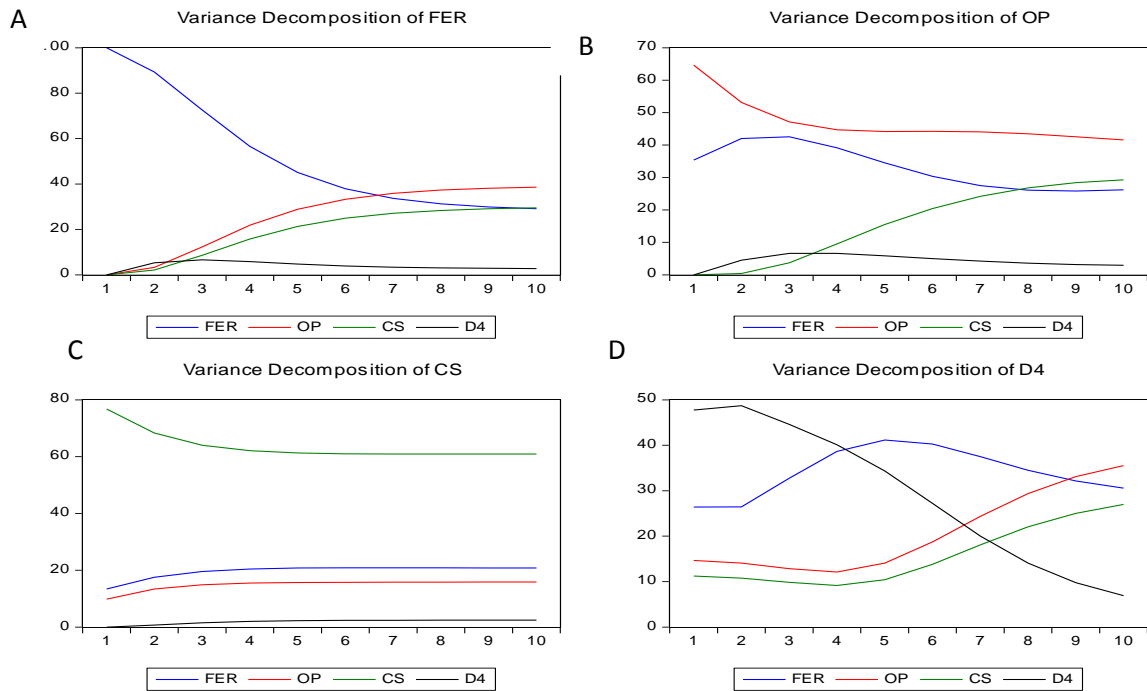 A
Variance Decomposition of FER
.00
80
60
40
20
0
1 2 3 4 5 6 7 8 9 10
FER OP CS D4
B
Variance Decomposition of OP
70
60
50
40
30
20
10
0
1 2 3 4 5 6 7 8 9 10
FER OP CS D4
C
Variance Decomposition of CS
80
60
40
20
0
1 2 3 4 5 6 7 8 9 10
FER OP CS D4
D
Variance Decomposition of D4
50
40
30
20
10
0
1 2 3 4 5 6 7 8 9 10
FER OP CS D4